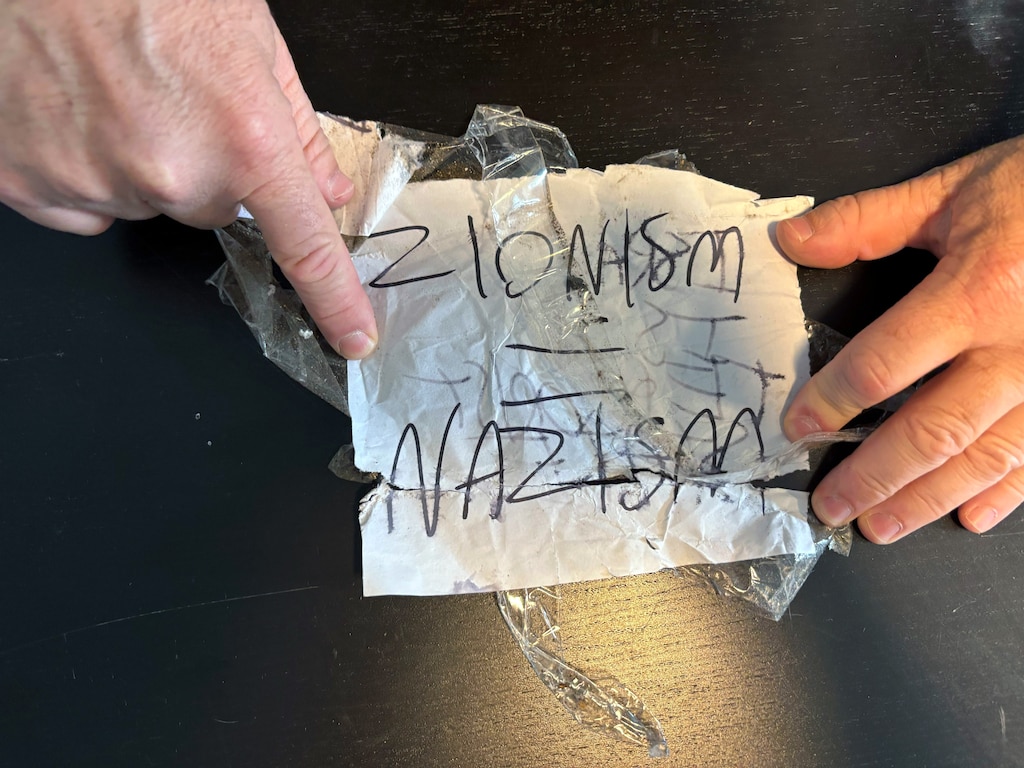 ZIONISM
=
NAZISM